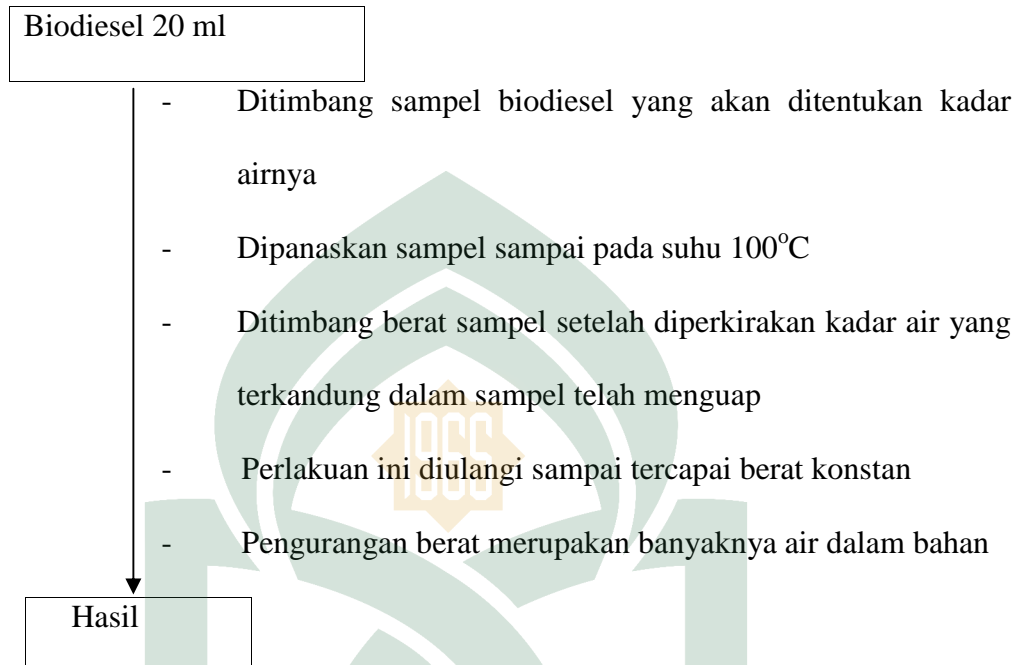 Biodiesel 20 ml
- Ditimbang sampel biodiesel yang akan ditentukan kadar
airnya
- Dipanaskan sampel sampai pada suhu 100°C
- Ditimbang berat sampel setelah diperkirakan kadar air yang
terkandung dalam sampel telah menguap
1965
- Perlakuan ini diulangi sampai tercapai berat konstan
- Pengurangan berat merupakan banyaknya air dalam bahan
Hasil